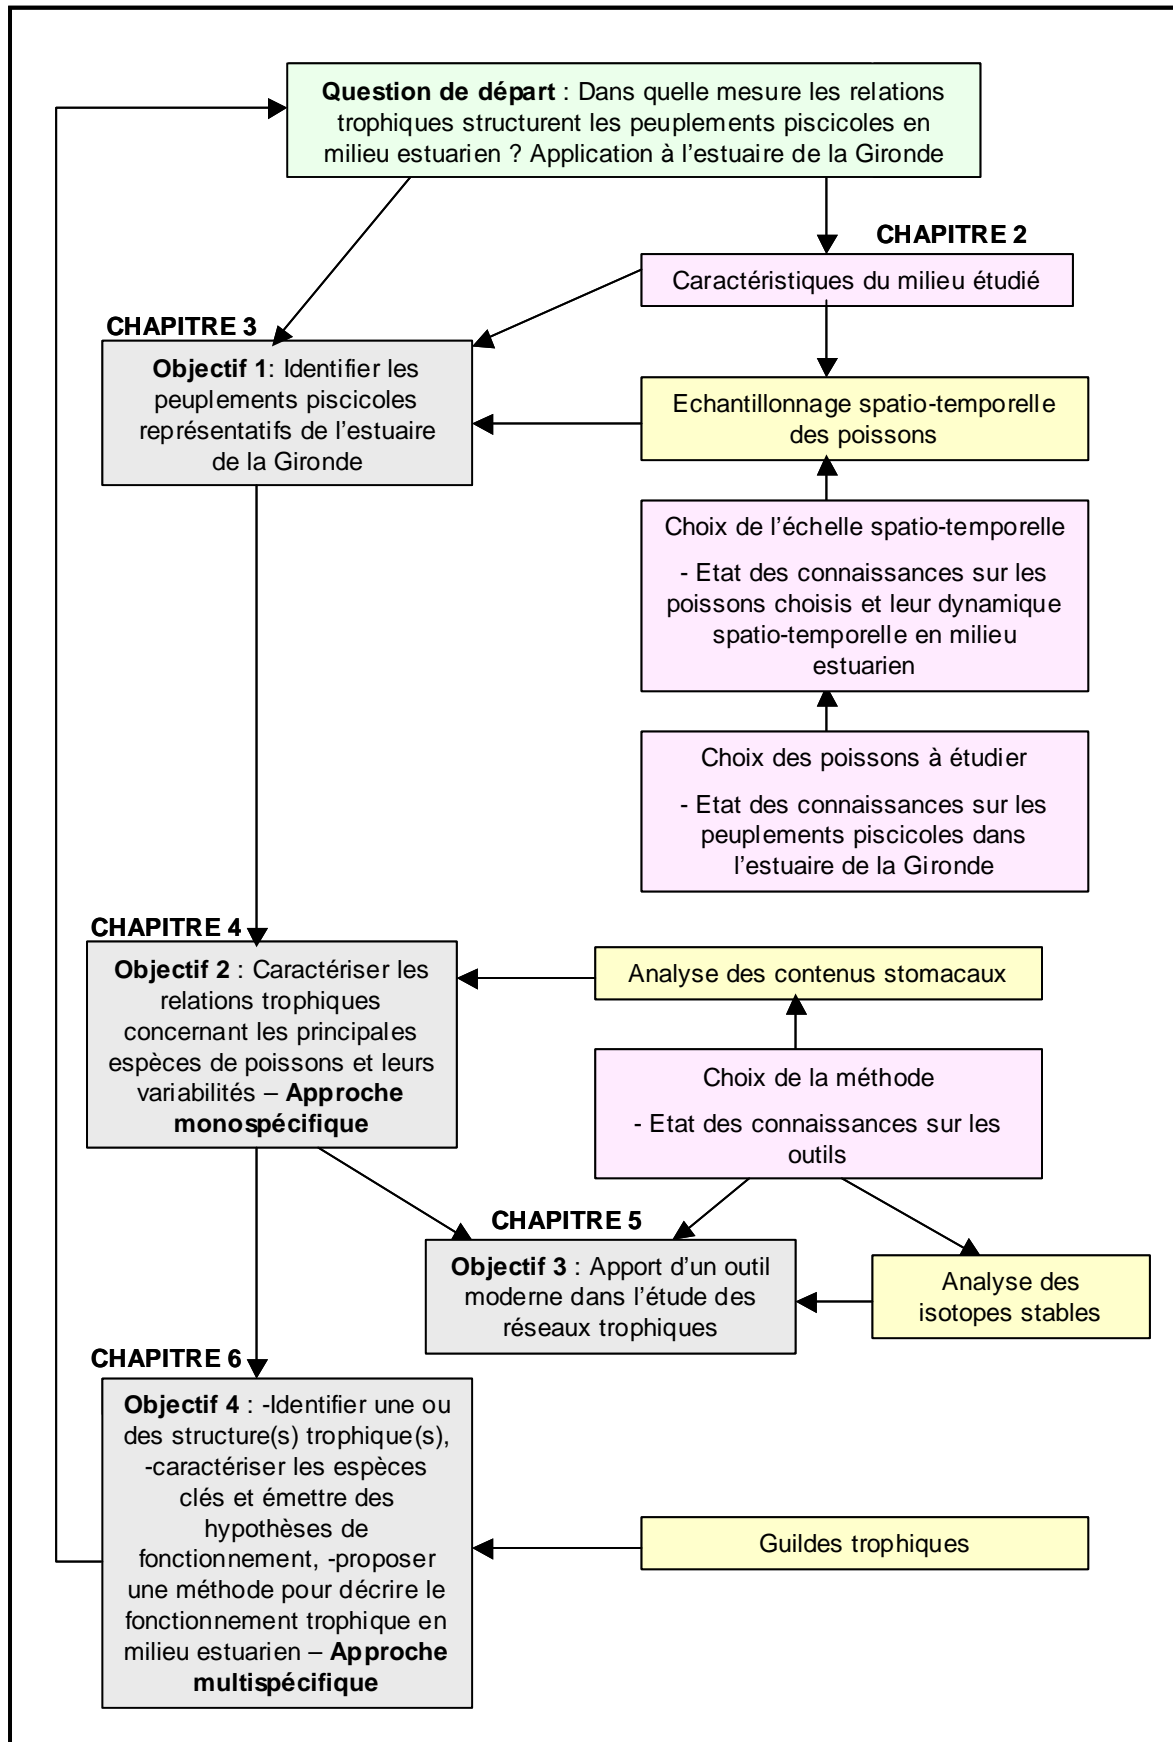 Question de départ : Dans quelle mesure les relations
trophiques structurent les peuplements piscicoles en
milieu estuarien ? Application à l'estuaire de la Gironde
CHAPITRE 2
Caractéristiques du milieu étudié
CHAPITRE 3
Objectif 1: Identifier les
peuplements piscicoles
représentatifs de l'estuaire
de la Gironde
Echantillonnage spatio-temporelle
des poissons
Choix de l'échelle spatio-temporelle
- Etat des connaissances sur les
poissons choisis et leur dynamique
spatio-temporelle en milieu
estuarien
Choix des poissons à étudier
- Etat des connaissances sur les
peuplements piscicoles dans
l'estuaire de la Gironde
CHAPITRE 4
Objectif 2 : Caractériser les
relations trophiques
concernant les principales
espèces de poissons et leurs
variabilités – Approche
monospécifique
Analyse des contenus stomacaux
Choix de la méthode
- Etat des connaissances sur les
outils
CHAPITRE 5
Objectif 3 : Apport d'un outil
moderne dans l'étude des
réseaux trophiques
Analyse des
isotopes stables
CHAPITRE 6
Objectif 4 : -Identifier une ou
des structure(s) trophique(s),
-caractériser les espèces
clés et émettre des
hypothèses de
fonctionnement, -proposer
une méthode pour décrire le
fonctionnement trophique en
milieu estuarien – Approche
multispécifique
Guildes trophiques